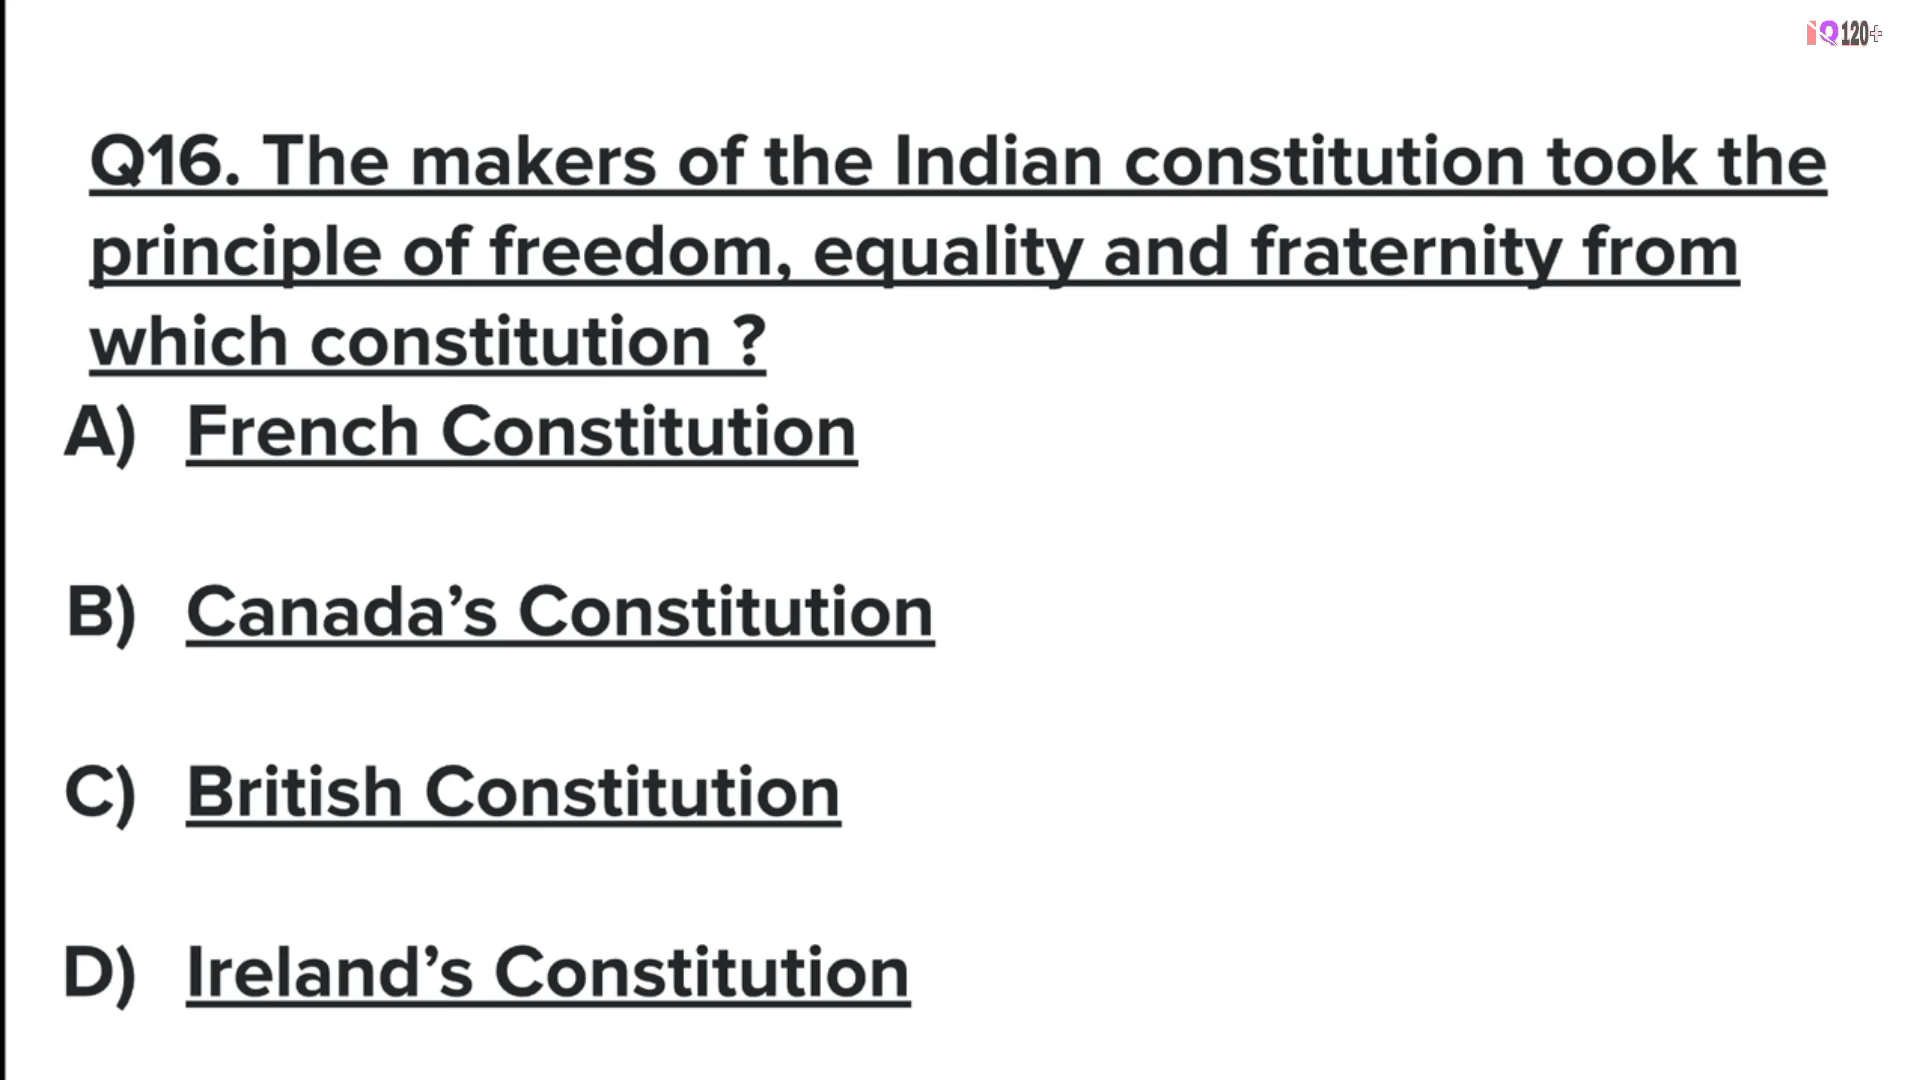 iQ120+
Q16. The makers of the Indian constitution took the
principle of freedom, equality and fraternity from
which constitution ?
A) French Constitution
B) Canada’s Constitution
C) British Constitution
D) Ireland’s Constitution